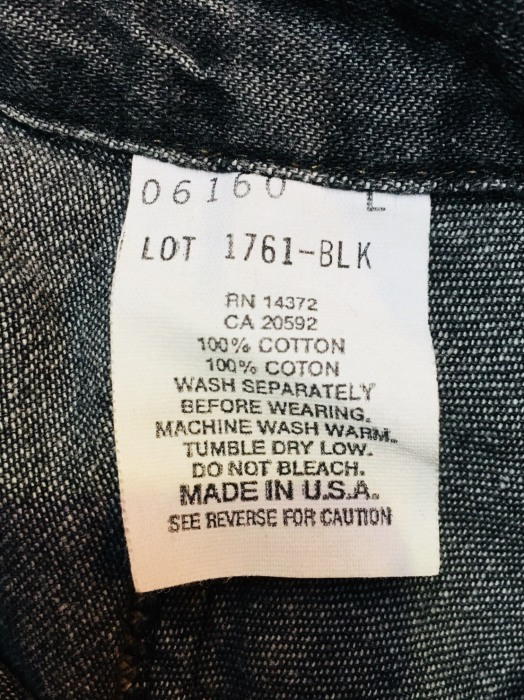 06160 L
LOT 1761-BLK
RN 14372
CA 20592
100% COTTON
100% COTON
WASH SEPARATELY
BEFORE WEARING.
MACHINE WASH WARM.
TUMBLE DRY LOW.
DO NOT BLEACH.
MADE IN U.S.A.
SEE REVERSE FOR CAUTION